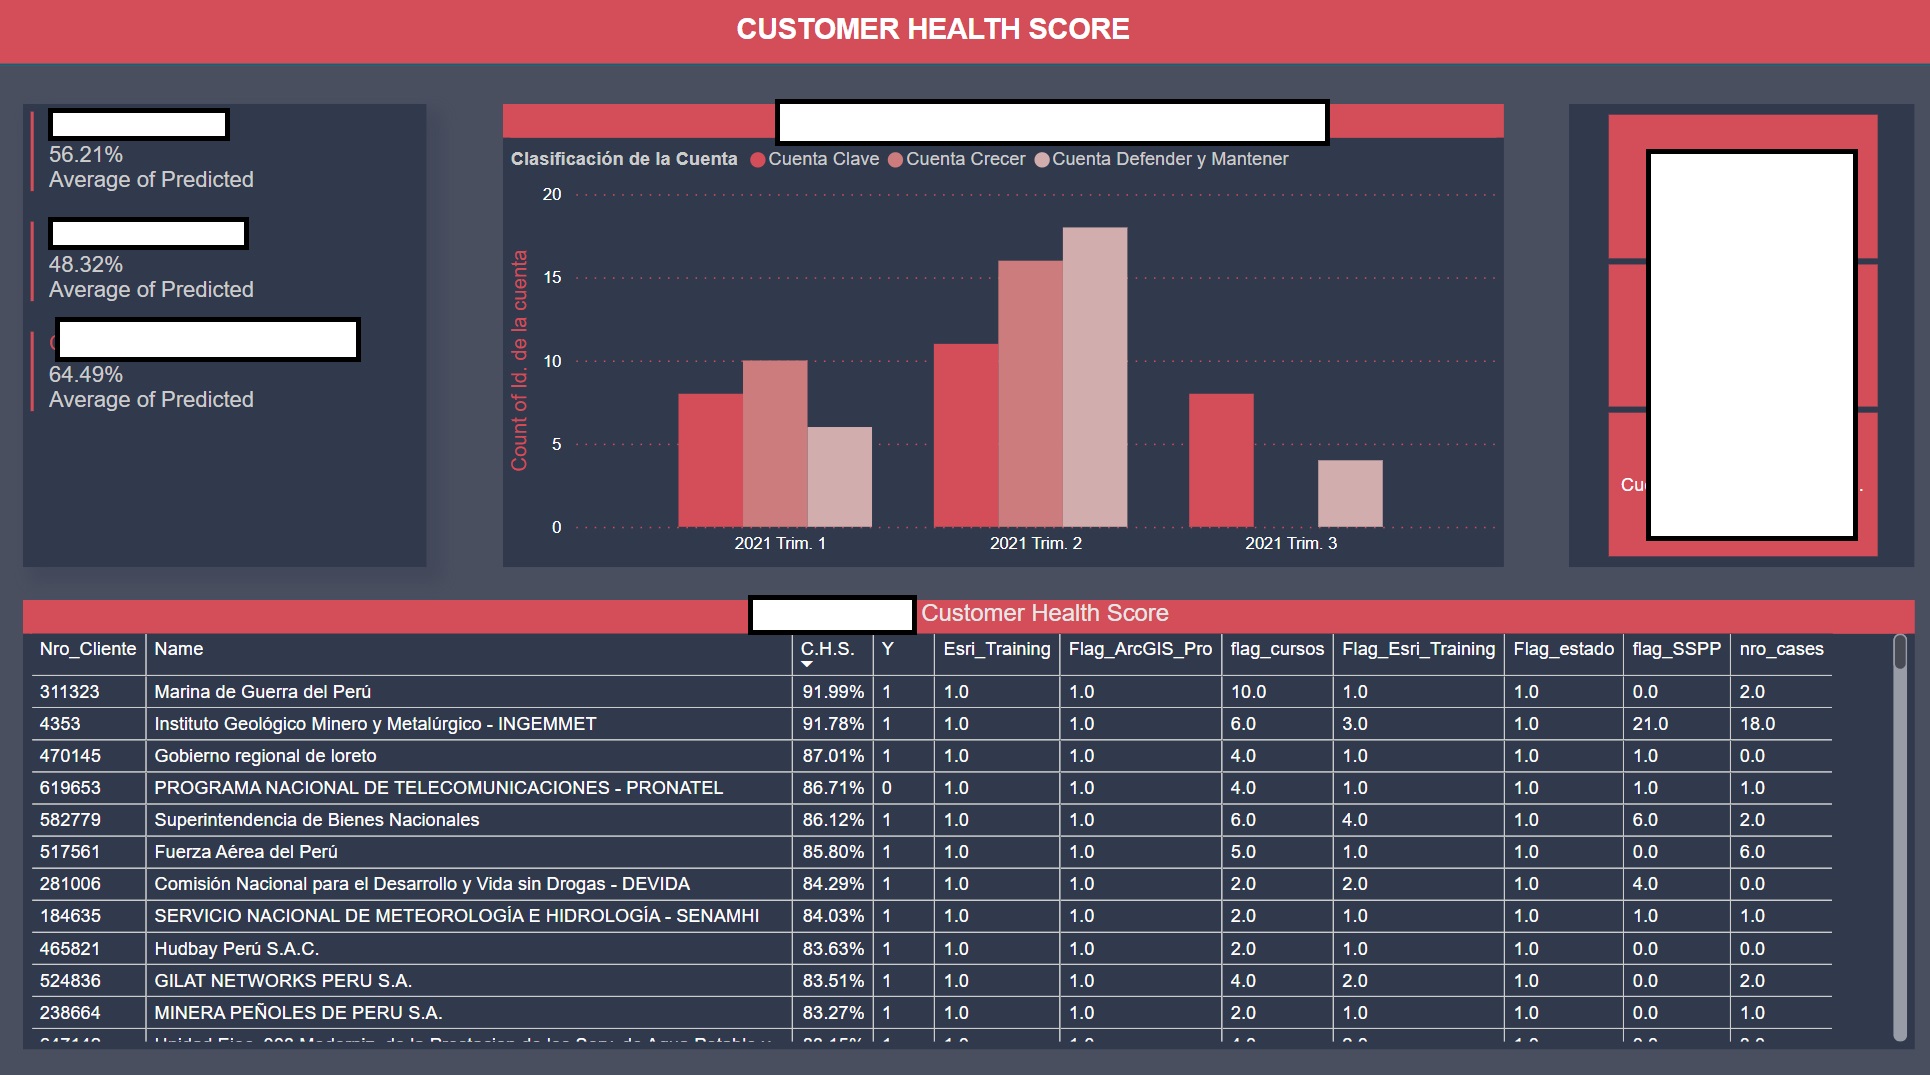 CUSTOMER HEALTH SCORE
56.21%
Average of Predicted
48.32%
Average of Predicted
64.49%
Average of Predicted
Clasificación de la Cuenta Cuenta Clave Cuenta Crecer Cuenta Defender y Mantener
Count of Id. de la cuenta
20
15
10
5
0
2021 Trim. 1 2021 Trim. 2 2021 Trim. 3
Customer Health Score
Nro_Cliente Name C.H.S. Y Esri_Training Flag_ArcGIS_Pro flag_cursos Flag_Esri_Training Flag_estado flag_SSPP nro_cases
311323 Marina de Guerra del Perú 91.99% 1 1.0 1.0 10.0 1.0 1.0 0.0 2.0
4353 Instituto Geológico Minero y Metalúrgico - INGEMMET 91.78% 1 1.0 1.0 6.0 3.0 1.0 21.0 18.0
470145 Gobierno regional de loreto 87.01% 1 1.0 1.0 4.0 1.0 1.0 1.0 0.0
619653 PROGRAMA NACIONAL DE TELECOMUNICACIONES - PRONATEL 86.71% 0 1.0 1.0 4.0 1.0 1.0 1.0 1.0
582779 Superintendencia de Bienes Nacionales 86.12% 1 1.0 1.0 6.0 4.0 1.0 6.0 2.0
517561 Fuerza Aérea del Perú 85.80% 1 1.0 1.0 5.0 1.0 1.0 0.0 6.0
281006 Comisión Nacional para el Desarrollo y Vida sin Drogas - DEVIDA 84.29% 1 1.0 1.0 2.0 2.0 1.0 4.0 0.0
184635 SERVICIO NACIONAL DE METEOROLOGÍA E HIDROLOGÍA - SENAMHI 84.03% 1 1.0 1.0 2.0 1.0 1.0 1.0 1.0
465821 Hudbay Perú S.A.C. 83.63% 1 1.0 1.0 2.0 1.0 1.0 0.0 0.0
524836 GILAT NETWORKS PERU S.A. 83.51% 1 1.0 1.0 4.0 2.0 1.0 0.0 2.0
238664 MINERA PEÑOLES DE PERU S.A. 83.27% 1 1.0 1.0 2.0 1.0 1.0 0.0 1.0